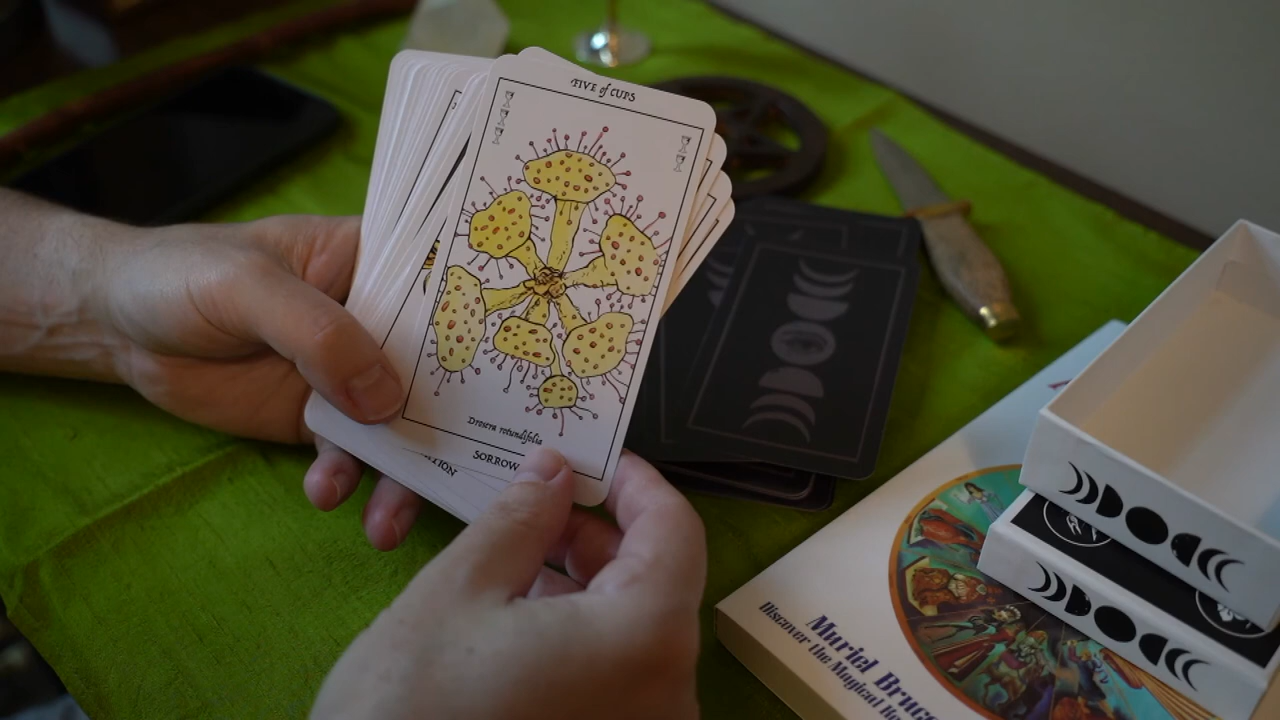 FIVE of CUPS
Drosera rotundifolia
SORROW
Muriel Bruce
Discover the Magical